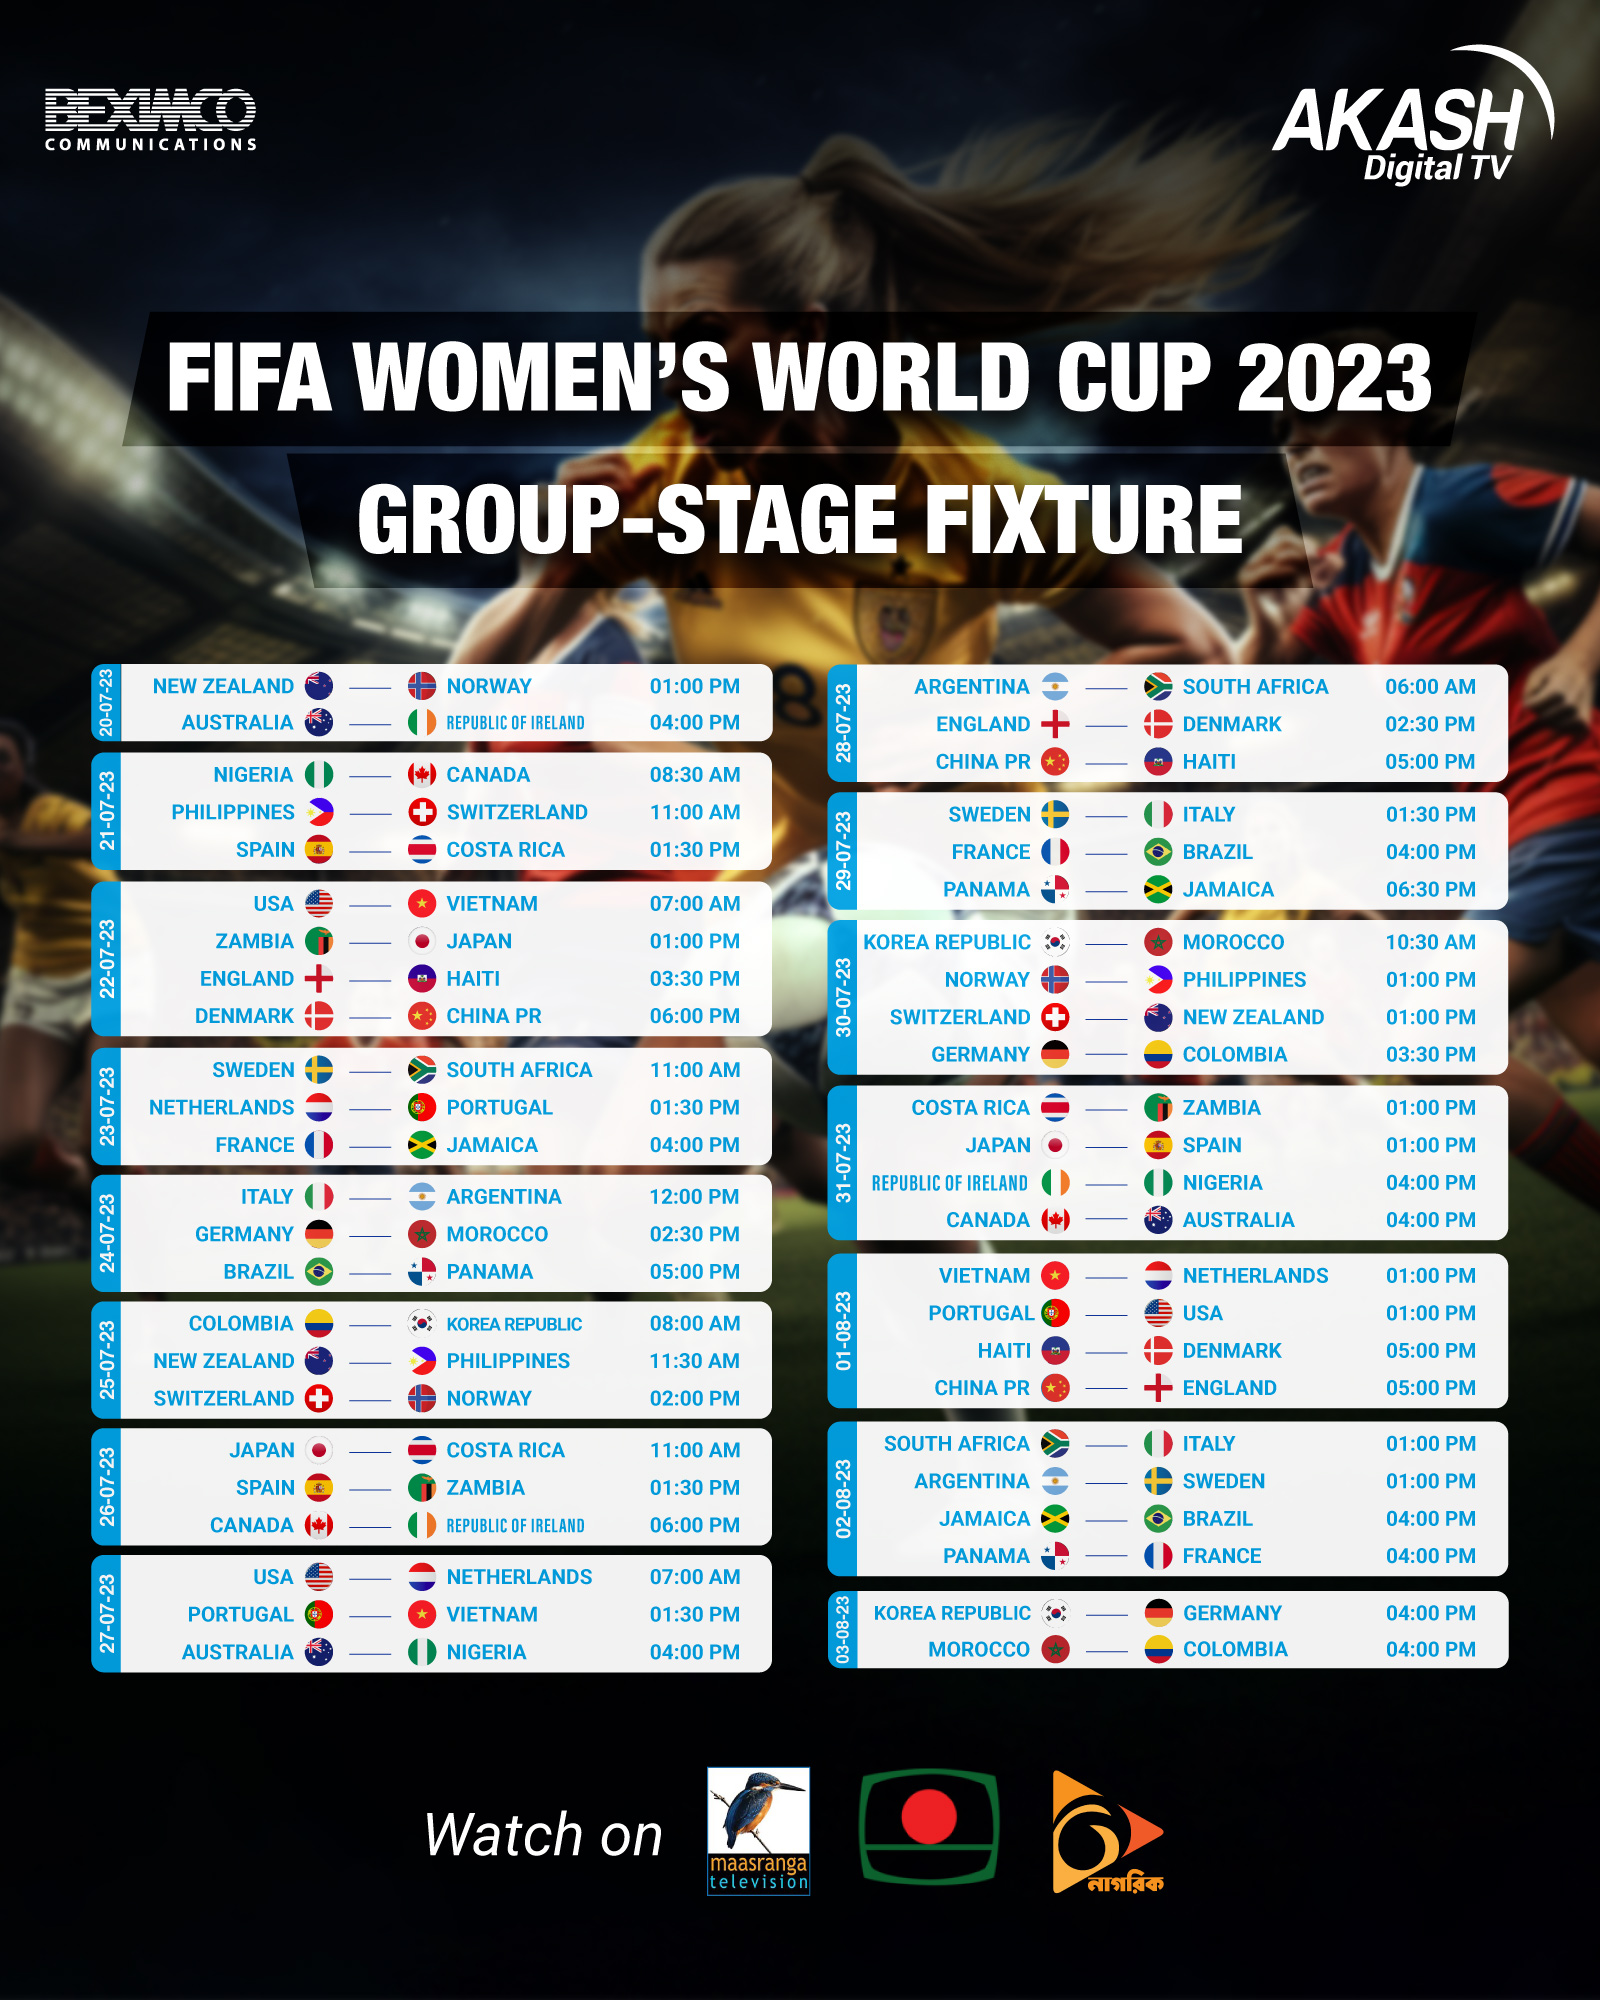 BEXIMCO
COMMUNICATIONS
AKASH
Digital TV
FIFA WOMEN'S WORLD CUP 2023
GROUP-STAGE FIXTURE
20-07-23
NEW ZEALAND NORWAY 01:00 PM
AUSTRALIA REPUBLIC OF IRELAND 04:00 PM
21-07-23
NIGERIA CANADA 08:30 AM
PHILIPPINES SWITZERLAND 11:00 AM
SPAIN COSTA RICA 01:30 PM
22-07-23
USA VIETNAM 07:00 AM
ZAMBIA JAPAN 01:00 PM
ENGLAND HAITI 03:30 PM
DENMARK CHINA PR 06:00 PM
23-07-23
SWEDEN SOUTH AFRICA 11:00 AM
NETHERLANDS PORTUGAL 01:30 PM
FRANCE JAMAICA 04:00 PM
24-07-23
ITALY ARGENTINA 12:00 PM
GERMANY MOROCCO 02:30 PM
BRAZIL PANAMA 05:00 PM
25-07-23
COLOMBIA KOREA REPUBLIC 08:00 AM
NEW ZEALAND PHILIPPINES 11:30 AM
SWITZERLAND NORWAY 02:00 PM
26-07-23
JAPAN COSTA RICA 11:00 AM
SPAIN ZAMBIA 01:30 PM
CANADA REPUBLIC OF IRELAND 06:00 PM
27-07-23
USA NETHERLANDS 07:00 AM
PORTUGAL VIETNAM 01:30 PM
AUSTRALIA NIGERIA 04:00 PM
28-07-23
ARGENTINA SOUTH AFRICA 06:00 AM
ENGLAND DENMARK 02:30 PM
CHINA PR HAITI 05:00 PM
29-07-23
SWEDEN ITALY 01:30 PM
FRANCE BRAZIL 04:00 PM
PANAMA JAMAICA 06:30 PM
30-07-23
KOREA REPUBLIC MOROCCO 10:30 AM
NORWAY PHILIPPINES 01:00 PM
SWITZERLAND NEW ZEALAND 01:00 PM
GERMANY COLOMBIA 03:30 PM
31-07-23
COSTA RICA ZAMBIA 01:00 PM
JAPAN SPAIN 01:00 PM
REPUBLIC OF IRELAND NIGERIA 04:00 PM
CANADA AUSTRALIA 04:00 PM
01-08-23
VIETNAM NETHERLANDS 01:00 PM
PORTUGAL USA 01:00 PM
HAITI DENMARK 05:00 PM
CHINA PR ENGLAND 05:00 PM
02-08-23
SOUTH AFRICA ITALY 01:00 PM
ARGENTINA SWEDEN 01:00 PM
JAMAICA BRAZIL 04:00 PM
PANAMA FRANCE 04:00 PM
03-08-23
KOREA REPUBLIC GERMANY 04:00 PM
MOROCCO COLOMBIA 04:00 PM
Watch on
maasranga
television
নাগরিক